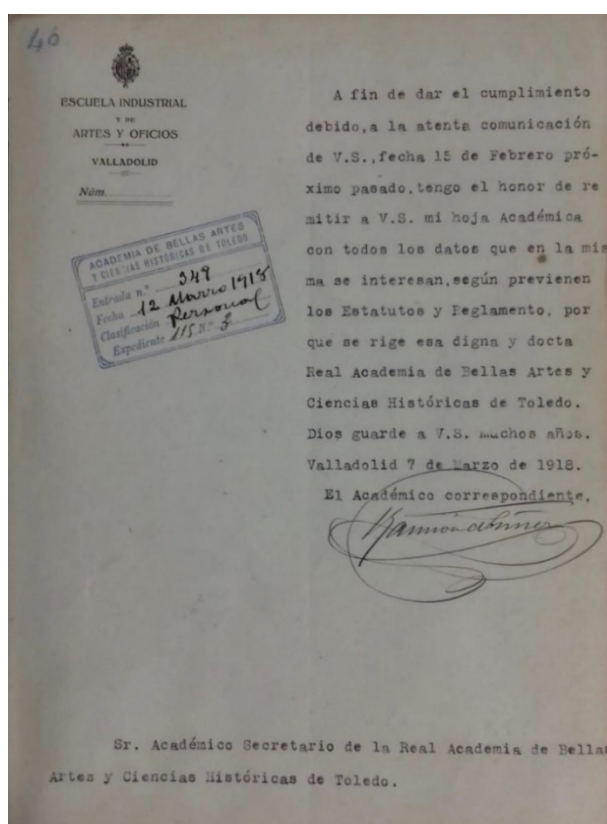 46
ESCUELA INDUSTRIAL
Y DE
ARTES Y OFICIOS
VALLADOLID
Núm.
ACADEMIA DE BELLAS ARTES
Y CIENCIAS HISTÓRICAS DE TOLEDO
Entrada n.º 349
Fecha 12 Marzo 1918
Clasificación Personal
Expediente 115 N.º 3
A fin de dar el cumplimiento
debido,a la atenta comunicación
de V.S.,fecha 15 de Febrero pró-
ximo pasado,tengo el honor de re
mitir a V.S. mi hoja Académica
con todos los datos que en la mis
ma se interesan,según previenen
los Estatutos y Reglamento, por
que se rige esa digna y docta
Real Academia de Bellas Artes y
Ciencias Históricas de Toledo.
Dios guarde a V.S. muchos años.
Valladolid 7 de Marzo de 1918.
El Académico correspondiente,
Ramón
Sr. Académico Secretario de la Real Academia de Bellas
Artes y Ciencias Históricas de Toledo.